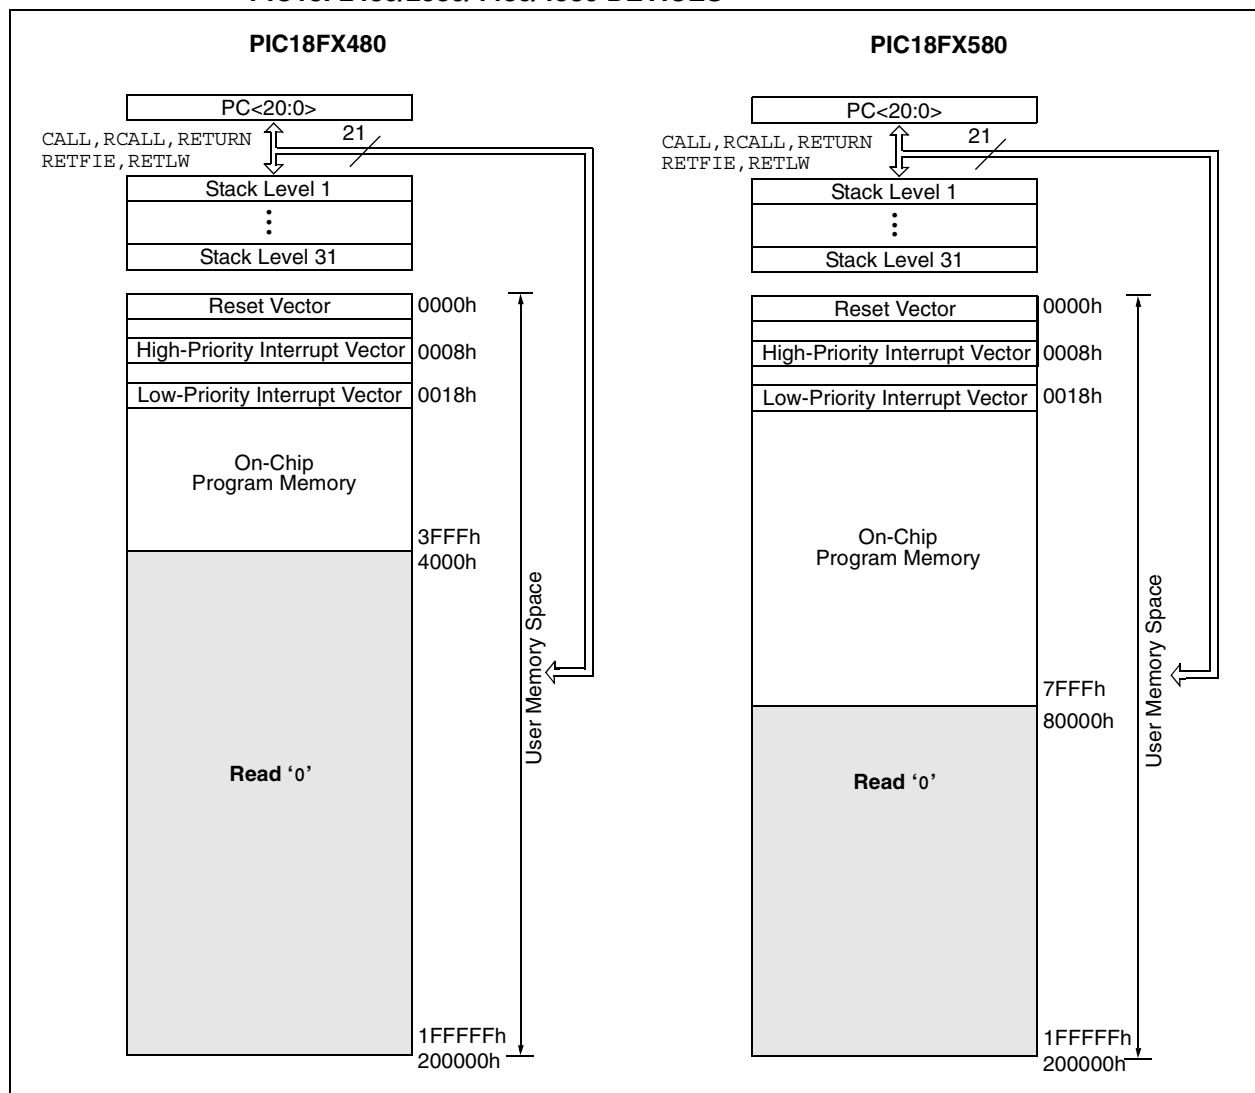 PIC18FX480
PC<20:0>
CALL,RCALL,RETURN
RETFIE,RETLW
21
Stack Level 1
Stack Level 31
Reset Vector
0000h
High-Priority Interrupt Vector
0008h
Low-Priority Interrupt Vector
0018h
On-Chip
Program Memory
3FFFh
4000h
Read ‘0’
1FFFFFh
200000h
User Memory Space
PIC18FX580
PC<20:0>
CALL,RCALL,RETURN
RETFIE,RETLW
21
Stack Level 1
Stack Level 31
Reset Vector
0000h
High-Priority Interrupt Vector
0008h
Low-Priority Interrupt Vector
0018h
On-Chip
Program Memory
7FFFh
80000h
Read ‘0’
1FFFFFh
200000h
User Memory Space